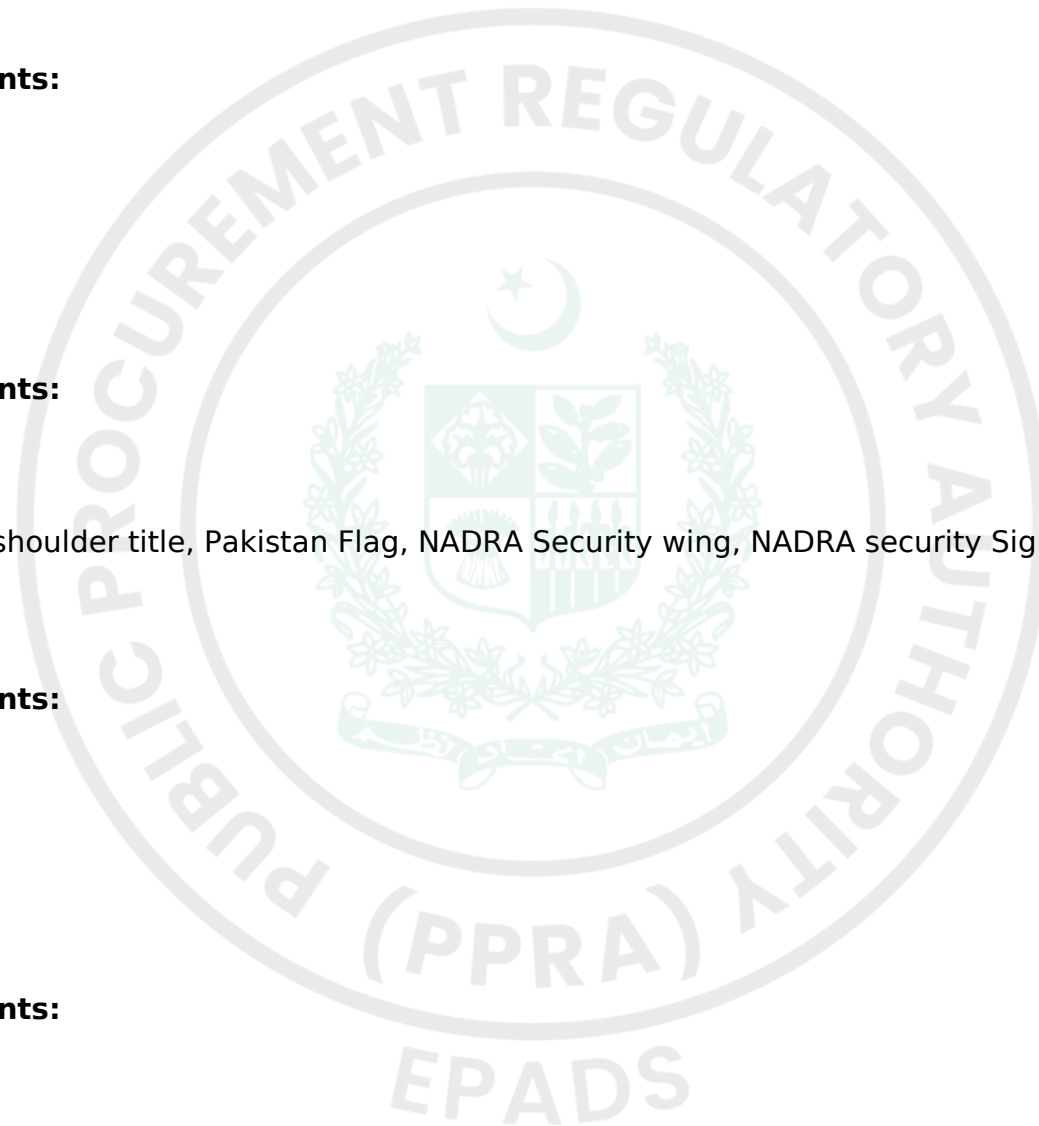 nts:
nts:
shoulder title, Pakistan Flag, NADRA Security wing, NADRA security Sig
nts:
nts:
PUBLIC PROCUREMENT REGULATORY AUTHORITY
(PPRA)
EPADS